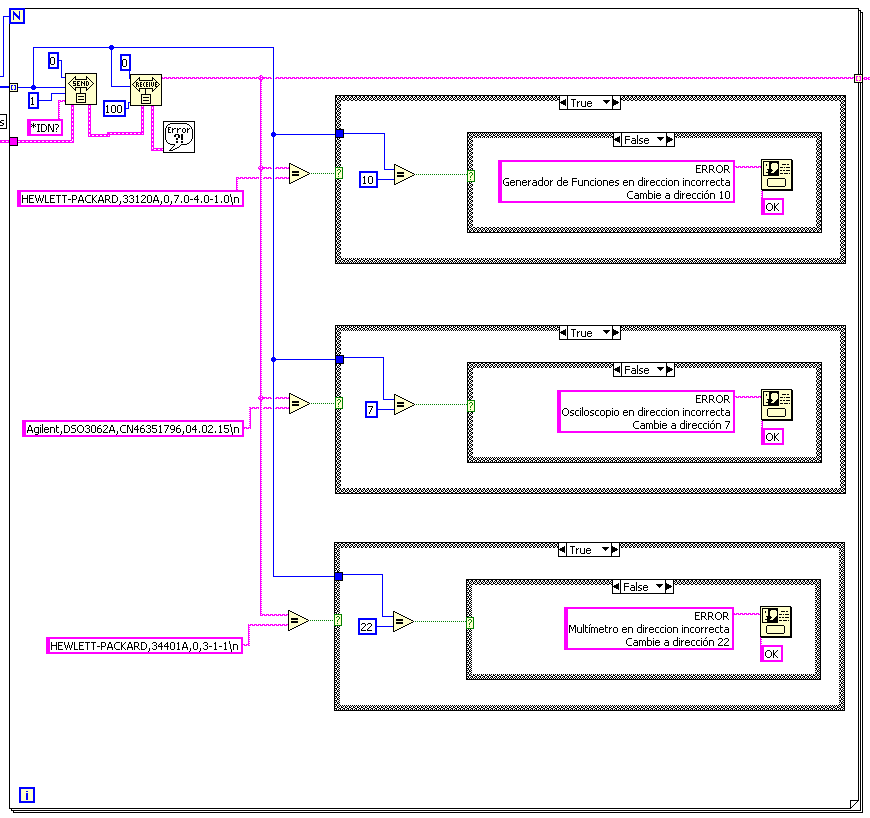 N
0
0
SEND
RECEIVE
1
100
*IDN?
Error
?!
s
True
False
ERROR
Generador de Funciones en direccion incorrecta
Cambie a dirección 10
OK
=
?
10
=
?
HEWLETT-PACKARD,33120A,0,7.0-4.0-1.0\n
True
False
ERROR
Osciloscopio en direccion incorrecta
Cambie a dirección 7
OK
=
?
7
=
?
Agilent,DSO3062A,CN46351796,04.02.15\n
True
False
ERROR
Multímetro en direccion incorrecta
Cambie a dirección 22
OK
=
?
22
=
?
HEWLETT-PACKARD,34401A,0,3-1-1\n
i